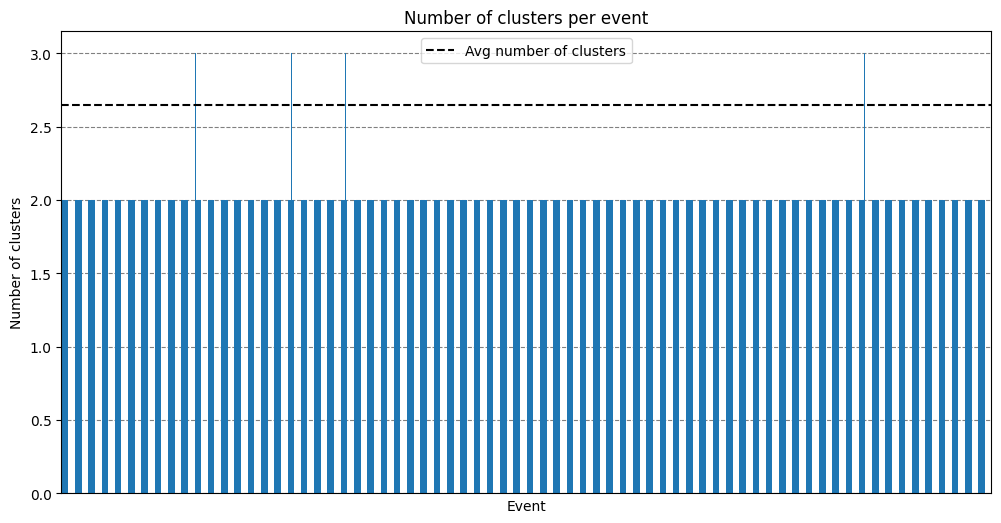 Number of clusters per event
Avg number of clusters
3.0
2.5
2.0
1.5
1.0
0.5
0.0
Number of clusters
Event